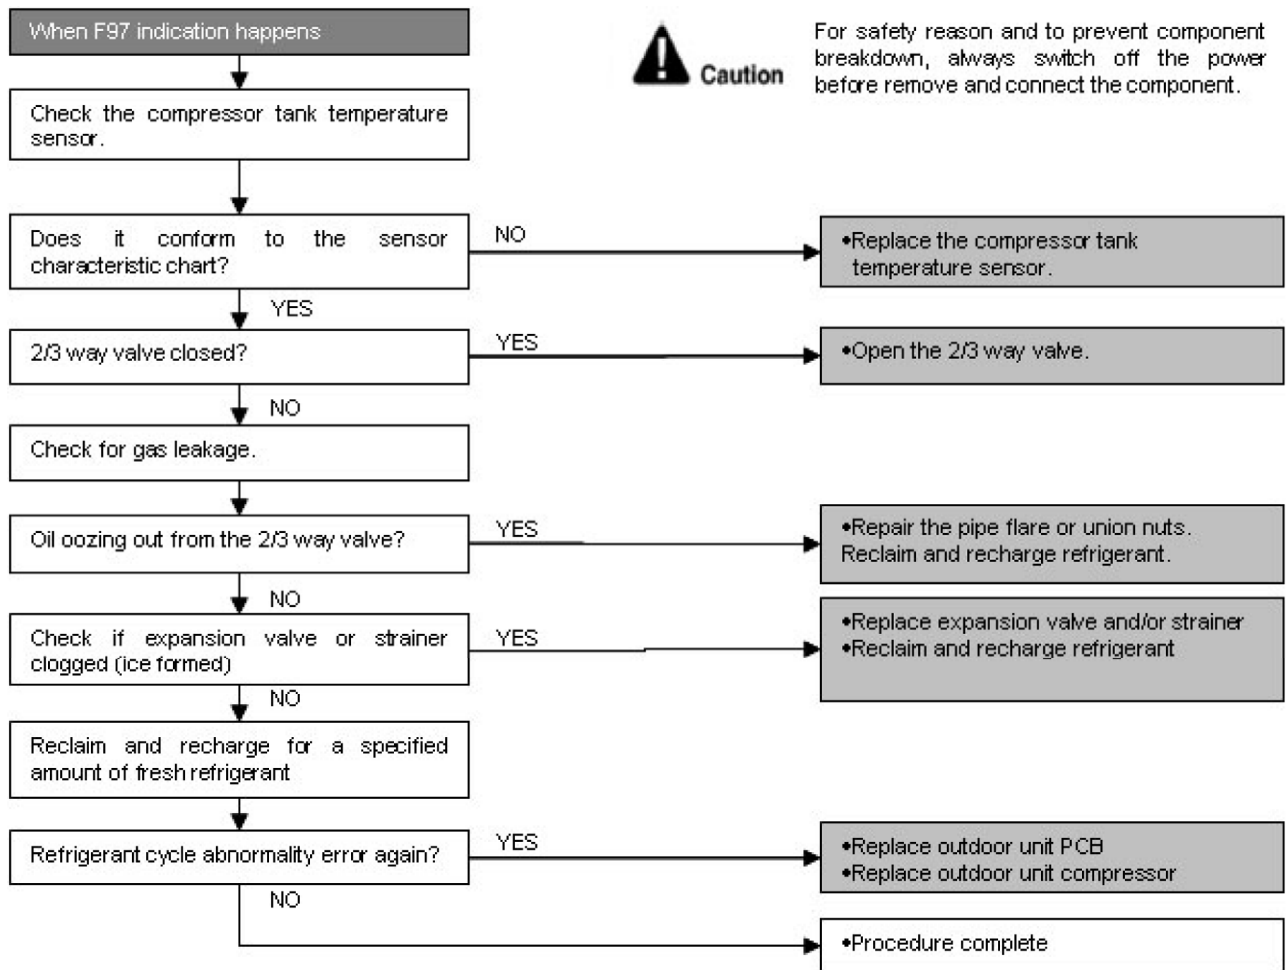 When F97 indication happens
Caution
For safety reason and to prevent component
breakdown, always switch off the power
before remove and connect the component.
Check the compressor tank temperature
sensor.
Does it conform to the sensor
characteristic chart?
NO
•Replace the compressor tank
temperature sensor.
YES
2/3 way valve closed?
YES
•Open the 2/3 way valve.
NO
Check for gas leakage.
Oil oozing out from the 2/3 way valve?
YES
•Repair the pipe flare or union nuts.
Reclaim and recharge refrigerant.
NO
Check if expansion valve or strainer
clogged (ice formed)
YES
•Replace expansion valve and/or strainer
•Reclaim and recharge refrigerant
NO
Reclaim and recharge for a specified
amount of fresh refrigerant
Refrigerant cycle abnormality error again?
YES
•Replace outdoor unit PCB
•Replace outdoor unit compressor
NO
•Procedure complete